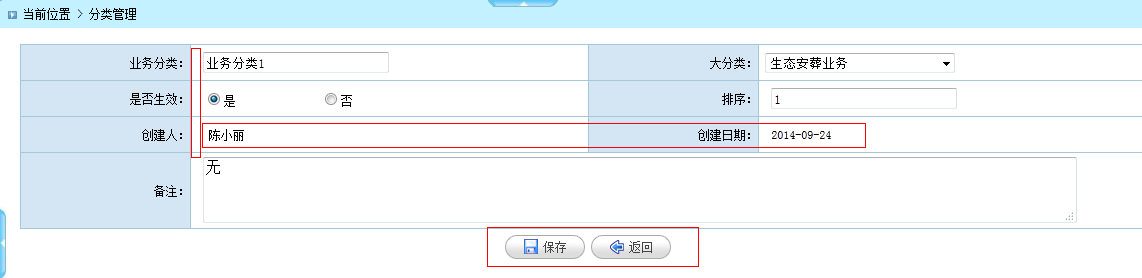 当前位置 > 分类管理
业务分类： 业务分类1 大分类： 生态安葬业务
是否生效： 是 否 排序： 1
创建人： 陈小丽 创建日期： 2014-09-24
备注： 无
保存 返回